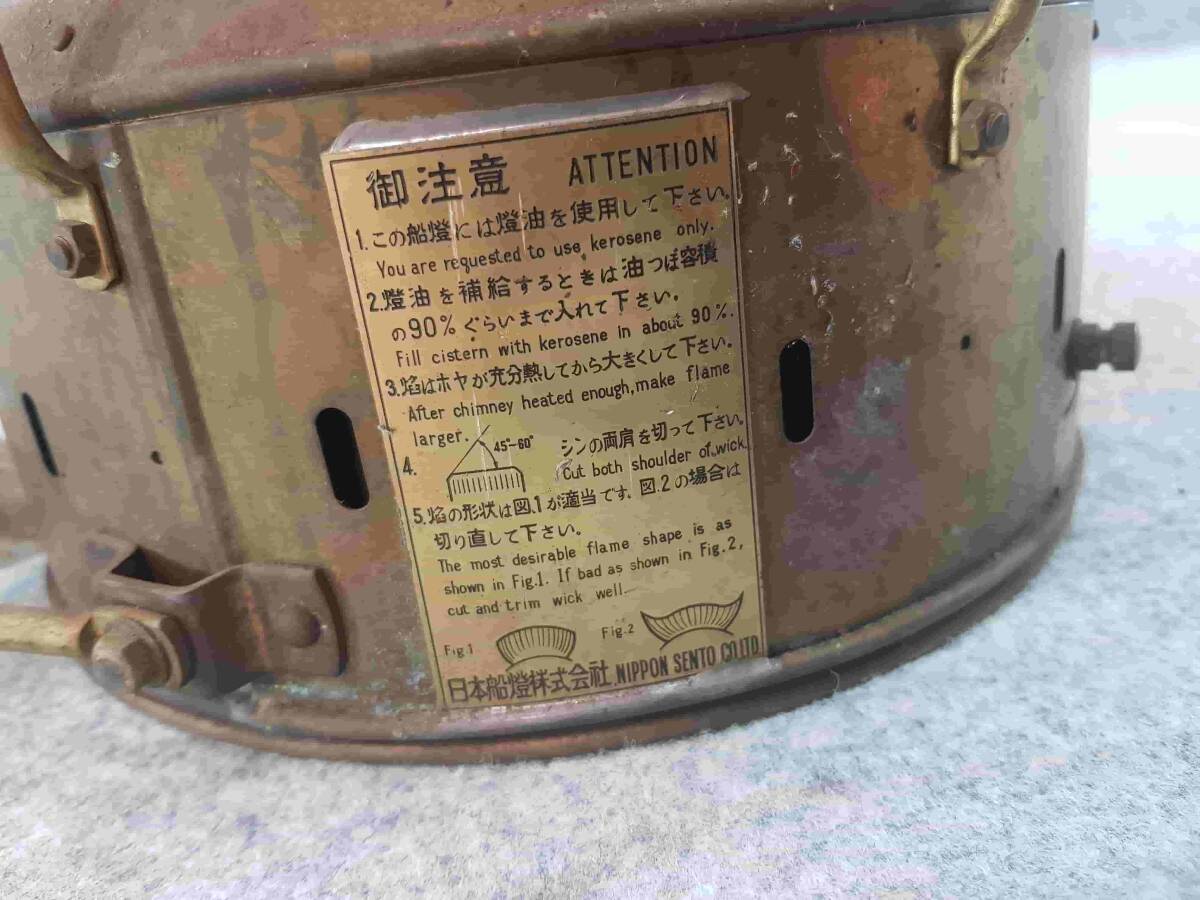 御注意 ATTENTION
1.この船燈には燈油を使用して下さい。
You are requested to use kerosene only.
2.燈油を補給するときは油つぼ容積
の90%ぐらいまで入れて下さい。
Fill cistern with kerosene in about 90%.
3.焰はホヤが充分熱してから大きくして下さい。
After chimney heated enough, make flame
larger.
4. 45°-60° シンの両肩を切って下さい。
Cut both shoulder of wick.
5.焰の形状は図.1が適当です。図.2の場合は
切り直して下さい。
The most desirable flame shape is as
shown in Fig.1. If bad as shown in Fig.2,
cut and trim wick well.
Fig.1 Fig.2
日本船燈株式会社 NIPPON SENTO CO.LTD.